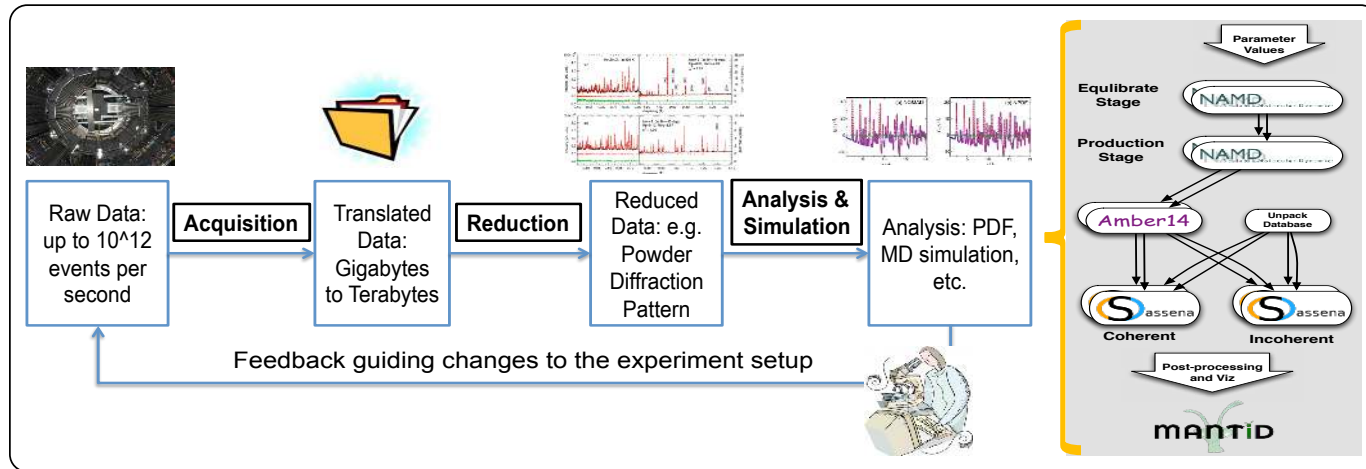 Raw Data:
up to 10^12
events per
second
Acquisition
Translated
Data:
Gigabytes
to Terabytes
Reduction
Reduced
Data: e.g.
Powder
Diffraction
Pattern
Analysis &
Simulation
Analysis: PDF,
MD simulation,
etc.
Feedback guiding changes to the experiment setup
Parameter
Values
Equlibrate
Stage
NAMD
Production
Stage
NAMD
Amber14
Unpack
Database
Sassena
Sassena
Coherent
Incoherent
Post-processing
and Viz
MANTiD